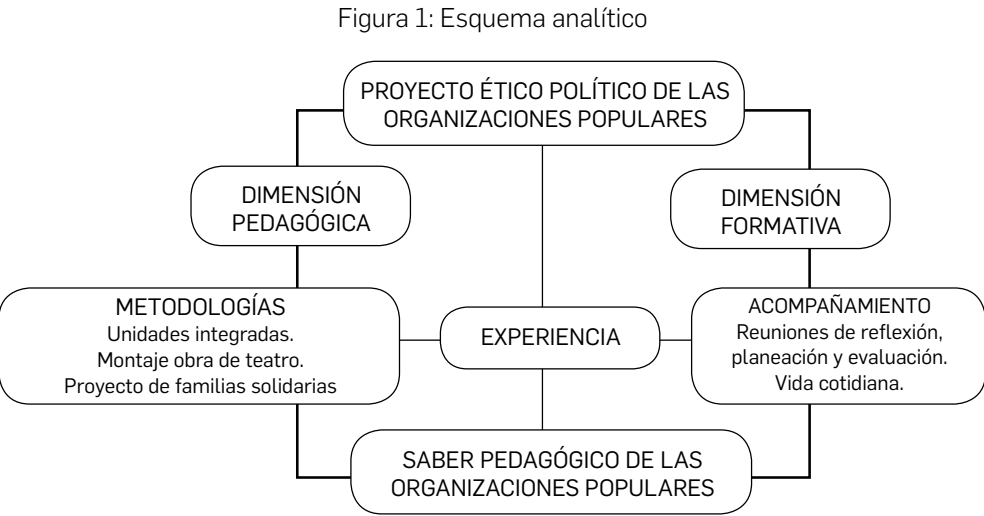 Figura 1: Esquema analítico
PROYECTO ÉTICO POLÍTICO DE LAS
ORGANIZACIONES POPULARES
DIMENSIÓN
PEDAGÓGICA
DIMENSIÓN
FORMATIVA
METODOLOGÍAS
Unidades integradas.
Montaje obra de teatro.
Proyecto de familias solidarias
EXPERIENCIA
ACOMPAÑAMIENTO
Reuniones de reflexión,
planeación y evaluación.
Vida cotidiana.
SABER PEDAGÓGICO DE LAS
ORGANIZACIONES POPULARES